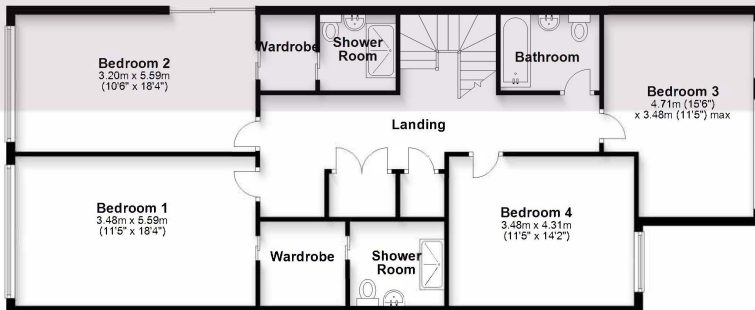 Bedroom 2
3.20m x 5.59m
(10'6" x 18'4")
Wardrobe
Shower
Room
Bathroom
Bedroom 3
4.71m (15'6")
x 3.48m (11'5") max
Landing
Bedroom 1
3.48m x 5.59m
(11'5" x 18'4")
Wardrobe
Shower
Room
Bedroom 4
3.48m x 4.31m
(11'5" x 14'2")